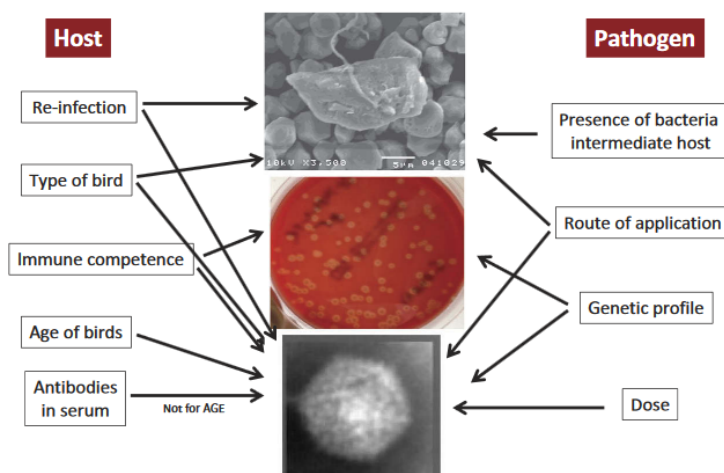 Host
Pathogen
Re-infection
Type of bird
Immune competence
Age of birds
Antibodies
in serum
Not for AGE
10kV X3,500 5μm 041029
Presence of bacteria
intermediate host
Route of application
Genetic profile
Dose